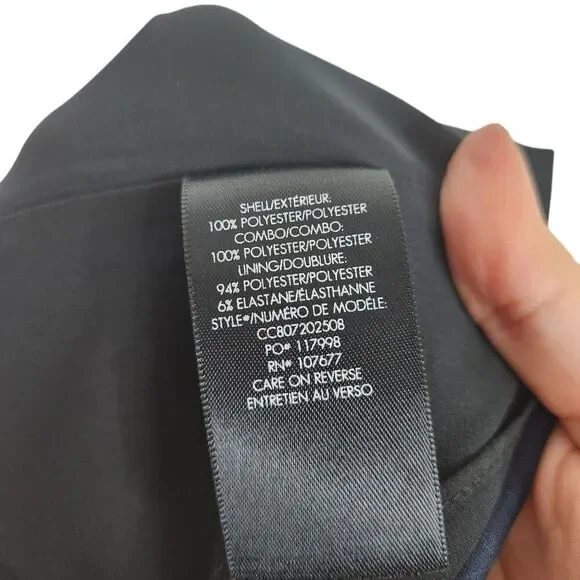 SHELL/EXTÉRIEUR:
100% POLYESTER/POLYESTER
COMBO/COMBO:
100% POLYESTER/POLYESTER
LINING/DOUBLURE:
94% POLYESTER/POLYESTER
6% ELASTANE/ÉLASTHANNE
STYLE#/NUMÉRO DE MODÉLE:
CC807202508
PO# 117998
RN# 107677
CARE ON REVERSE
ENTRETIEN AU VERSO